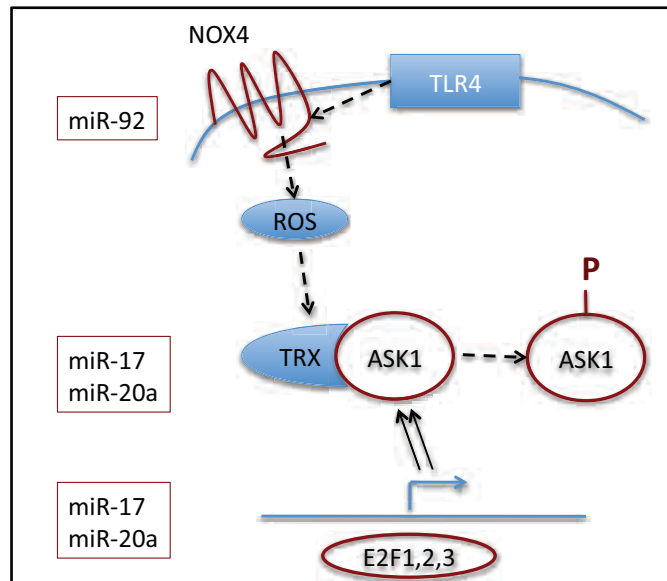 NOX4
TLR4
miR-92
ROS
P
miR-17
miR-20a
TRX
ASK1
ASK1
miR-17
miR-20a
E2F1,2,3